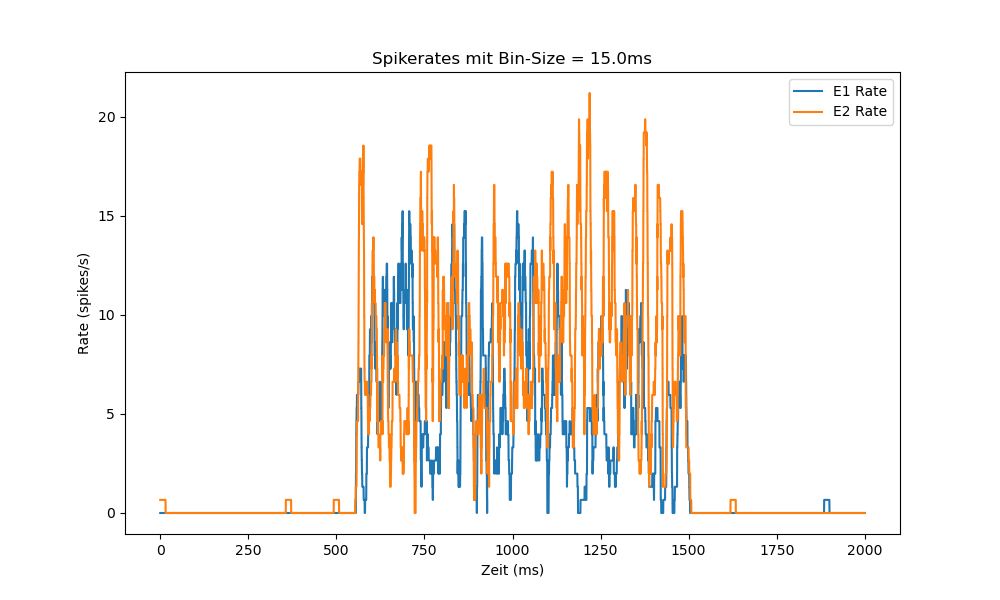 Spikerates mit Bin-Size = 15.0ms
E1 Rate
E2 Rate
Rate (spikes/s)
20
15
10
5
0
0 250 500 750 1000 1250 1500 1750 2000
Zeit (ms)